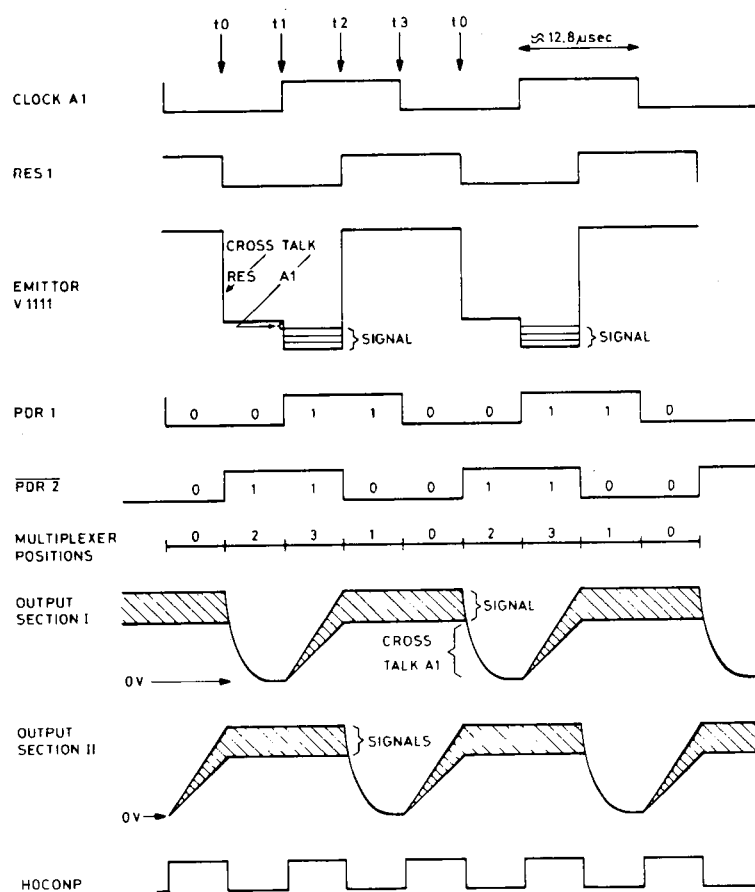 t0 t1 t2 t3 t0 ≈ 12,8 µsec
CLOCK A1
RES 1
CROSS TALK
RES A1
EMITTOR
V 1111
SIGNAL SIGNAL
PDR 1 0 0 1 1 0 0 1 1 0
PDR 2 0 1 1 0 0 1 1 0 0
MULTIPLEXER
POSITIONS
0 2 3 1 0 2 3 1 0
OUTPUT
SECTION I
SIGNAL
CROSS
TALK A1
0V
OUTPUT
SECTION II
SIGNALS
0V
HOCONP